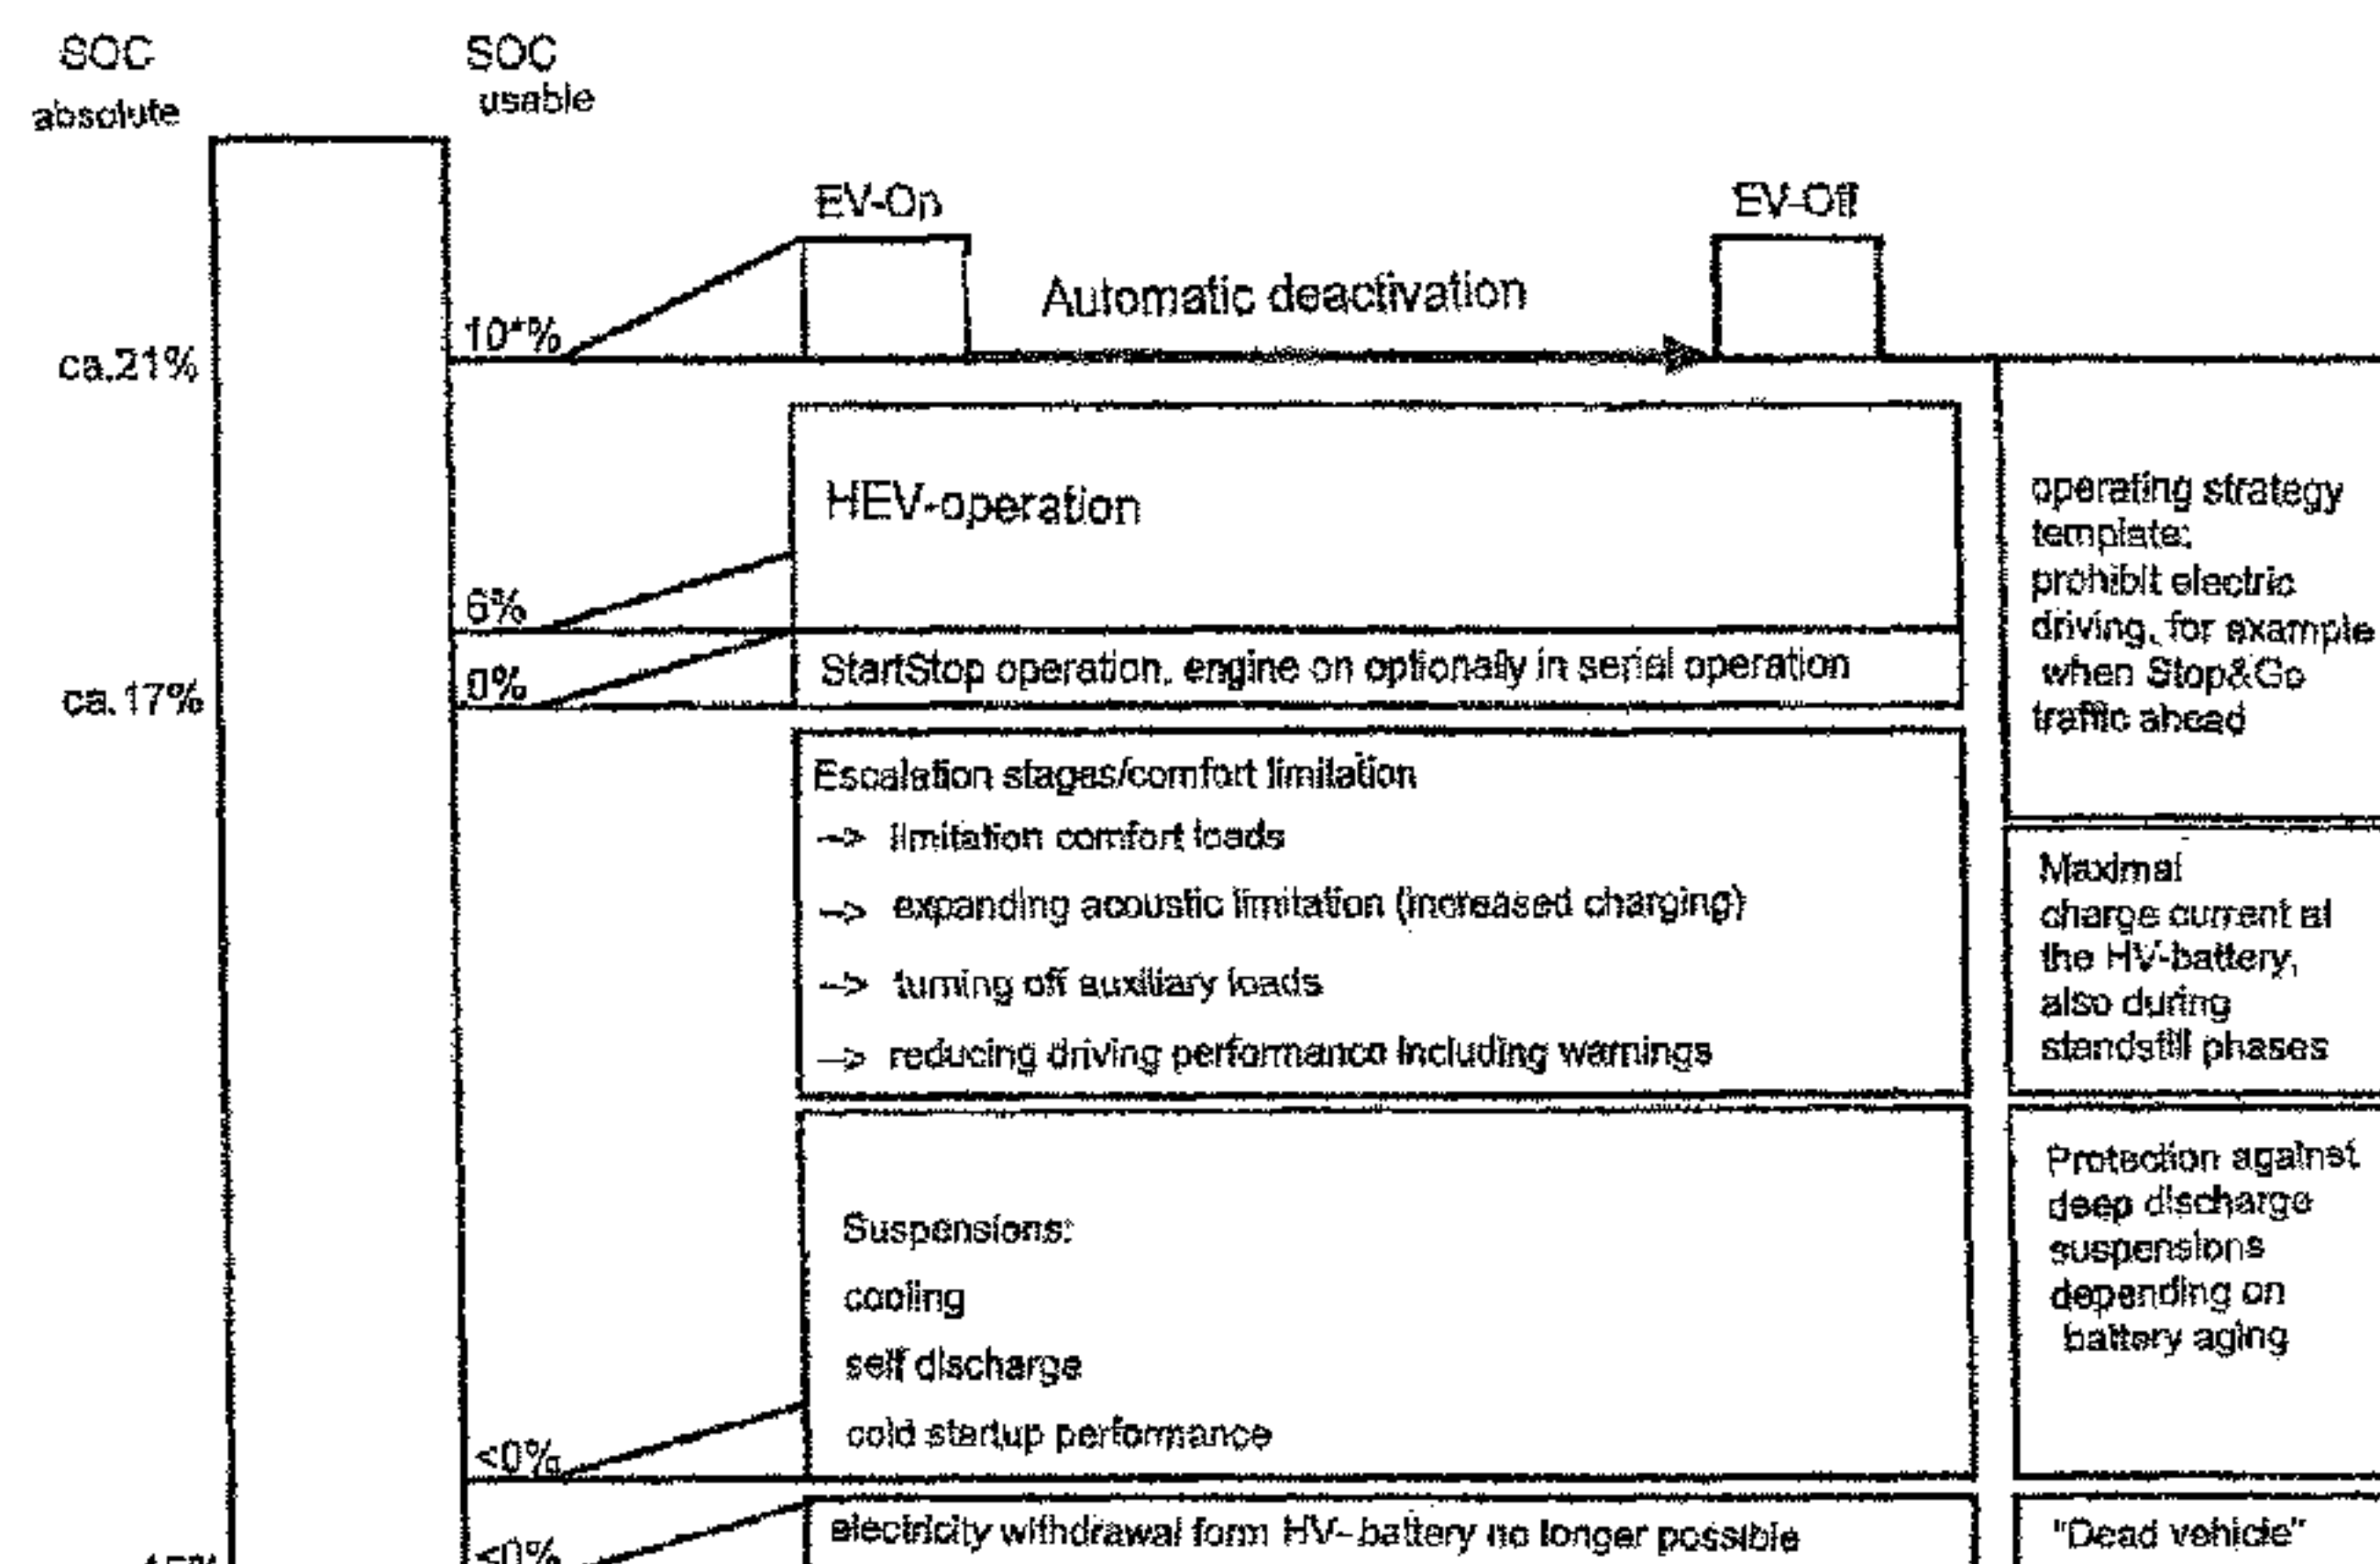 SOC
absolute
SOC
usable
EV-On
EV-Off
Automatic deactivation
10*%
ca.21%
HEV-operation
6%
StartStop operation, engine on optionally in serial operation
0%
ca.17%
operating strategy
template:
prohibit electric
driving, for example
when Stop&Go
traffic ahead
Escalation stages/comfort limitation
--> limitation comfort loads
--> expanding acoustic limitation (increased charging)
--> turning off auxiliary loads
--> reducing driving performance including warnings
Maximal
charge current at
the HV-battery,
also during
standstill phases
Suspensions:
cooling
self discharge
cold startup performance
<0%
Protection against
deep discharge
suspensions
depending on
battery aging
electricity withdrawal form HV-battery no longer possible
<0%
"Dead vehicle"